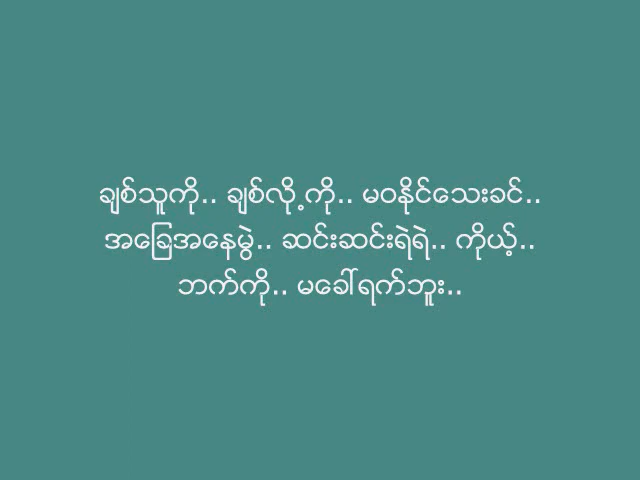 ချစ်သူကို.. ချစ်လို့ကို.. မဝနိုင်သေးခင်..
အခြေအနေမွဲ.. ဆင်းဆင်းရဲရဲ.. ကိုယ့်..
ဘက်ကို.. မခေါ်ရက်ဘူး..